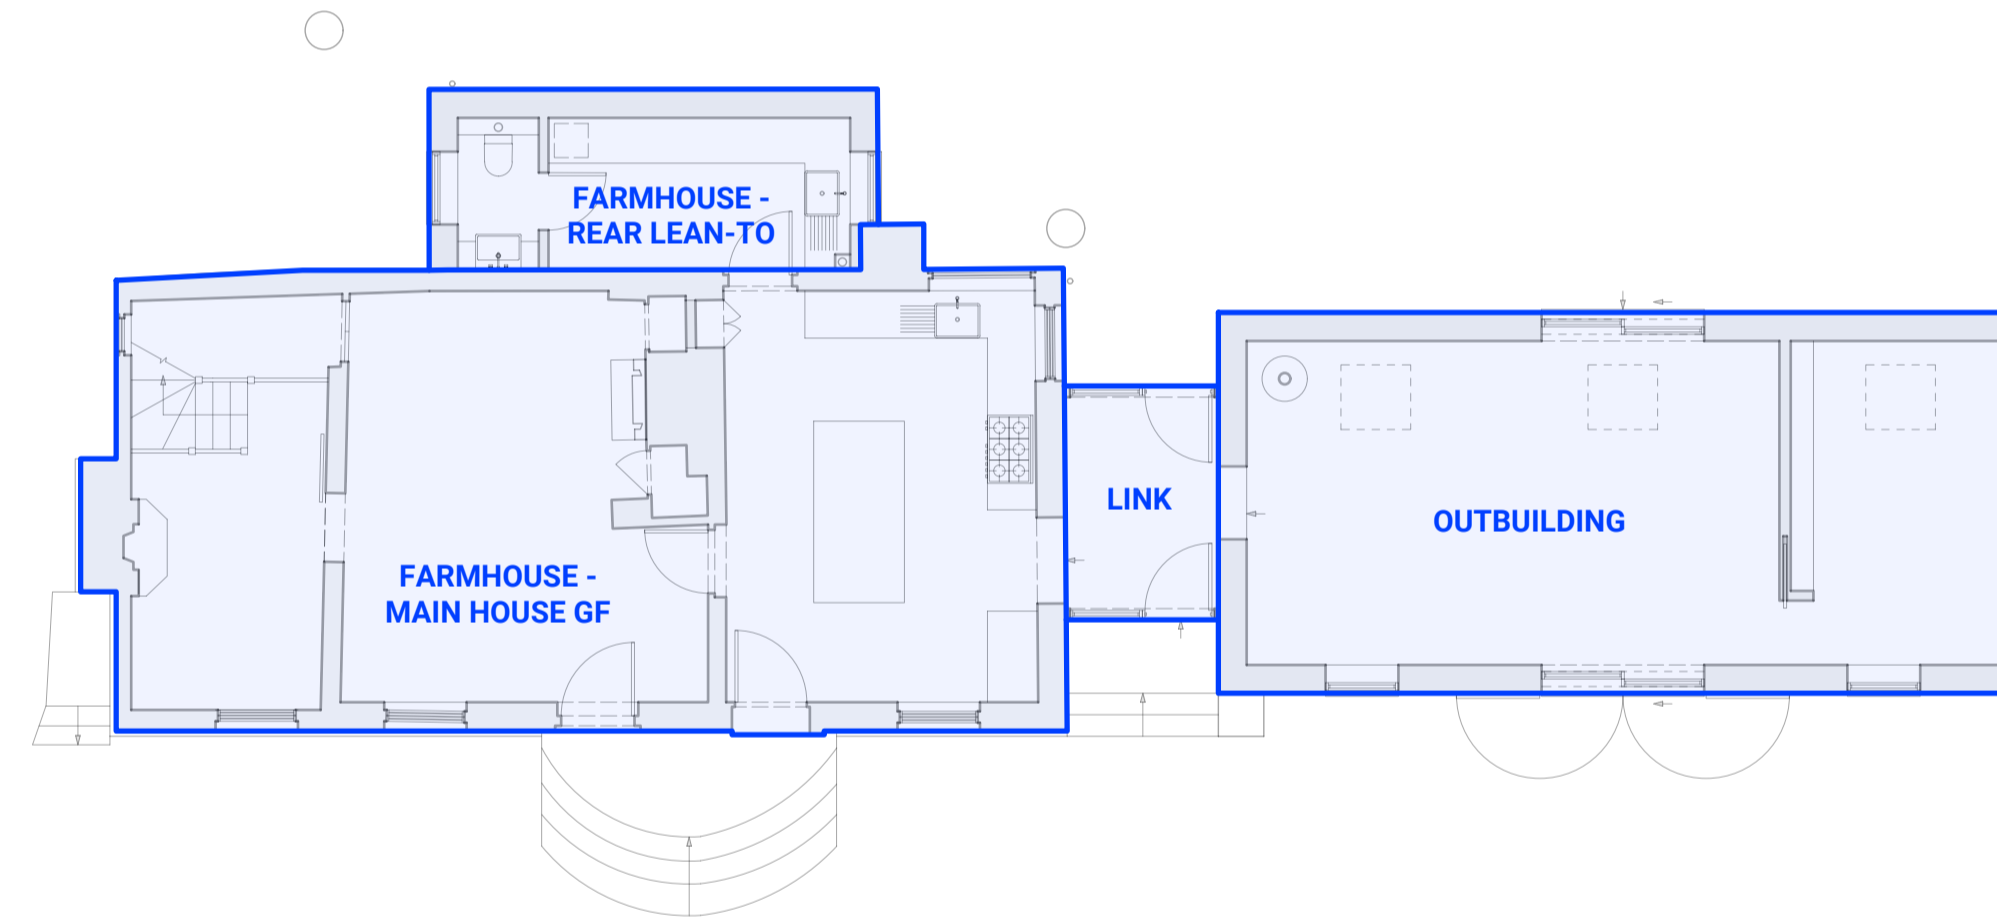 FARMHOUSE -
REAR LEAN-TO
LINK
OUTBUILDING
FARMHOUSE -
MAIN HOUSE GF